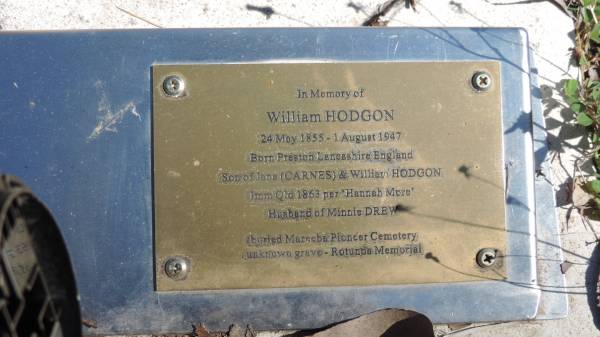 In Memory of
William HODGON
24 May 1855 - 1 August 1947
Born Preston Lancashire England
Son of Jane (CARNES) & William HODGON
Imm Qld 1863 per "Hannah More"
Husband of Minnie DREW
(buried Mareeba Pioneer Cemetery
unknown grave - Rotunda Memorial